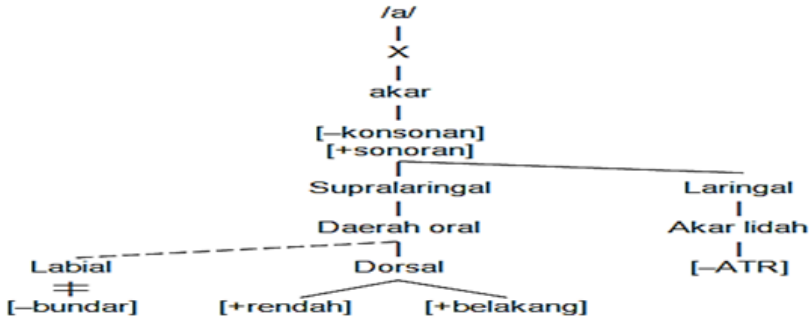 /a/
X
akar
[–konsonan]
[+sonoran]
Supralaringal Laringal
Daerah oral Akar lidah
Labial Dorsal [–ATR]
[–bundar] [+rendah] [+belakang]